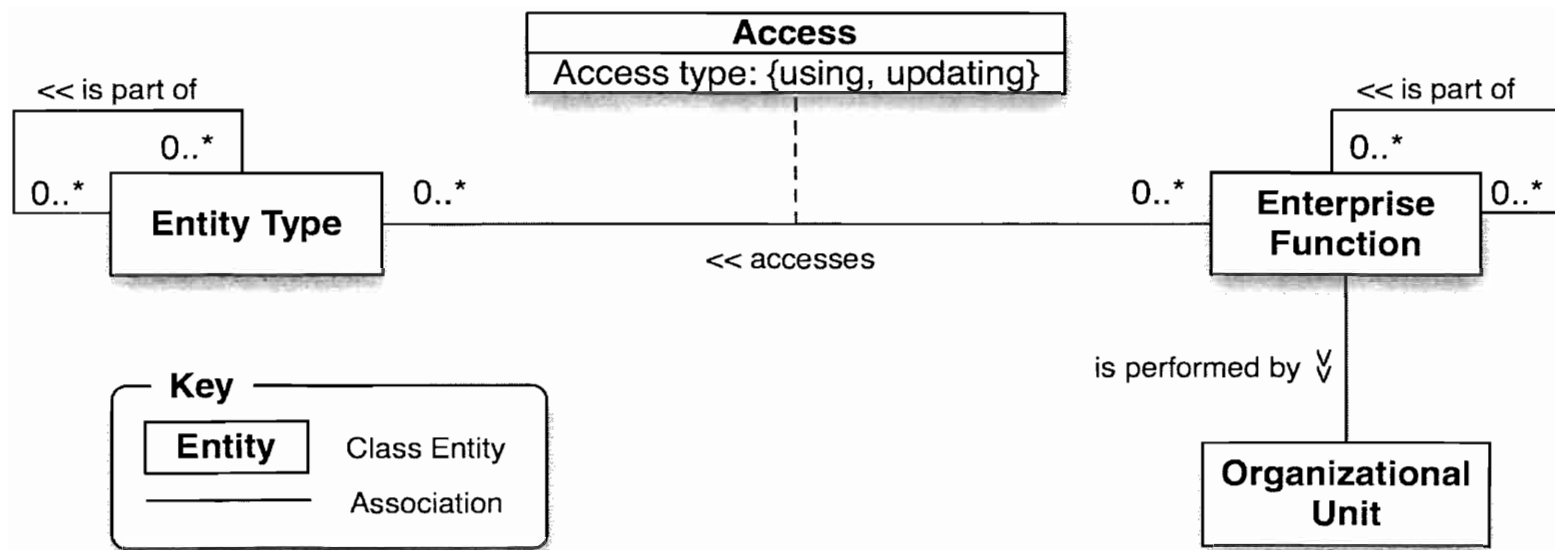 Access
Access type: {using, updating}
<< is part of
<< is part of
0..*
0..*
0..*
0..*
0..*
0..*
Entity Type
Enterprise
Function
<< accesses
is performed by >>
Key
Entity
Class Entity
Association
Organizational
Unit